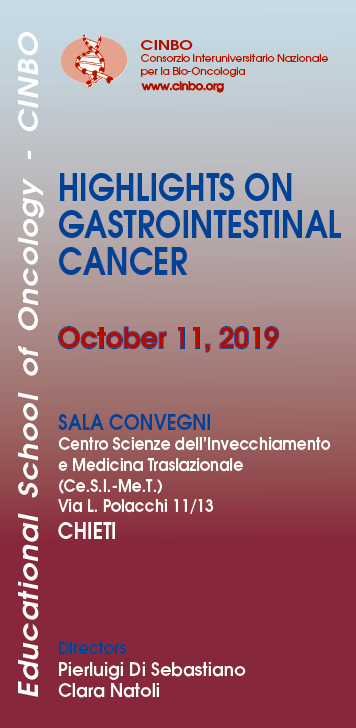 CINBO
Consorzio Interuniversitario Nazionale
per la Bio-Oncologia
www.cinbo.org
Educational School of Oncology - CINBO
HIGHLIGHTS ON
GASTROINTESTINAL
CANCER
October 11, 2019
SALA CONVEGNI
Centro Scienze dell'Invecchiamento
e Medicina Traslazionale
(Ce.S.I.-Me.T.)
Via L. Polacchi 11/13
CHIETI
Directors
Pierluigi Di Sebastiano
Clara Natoli